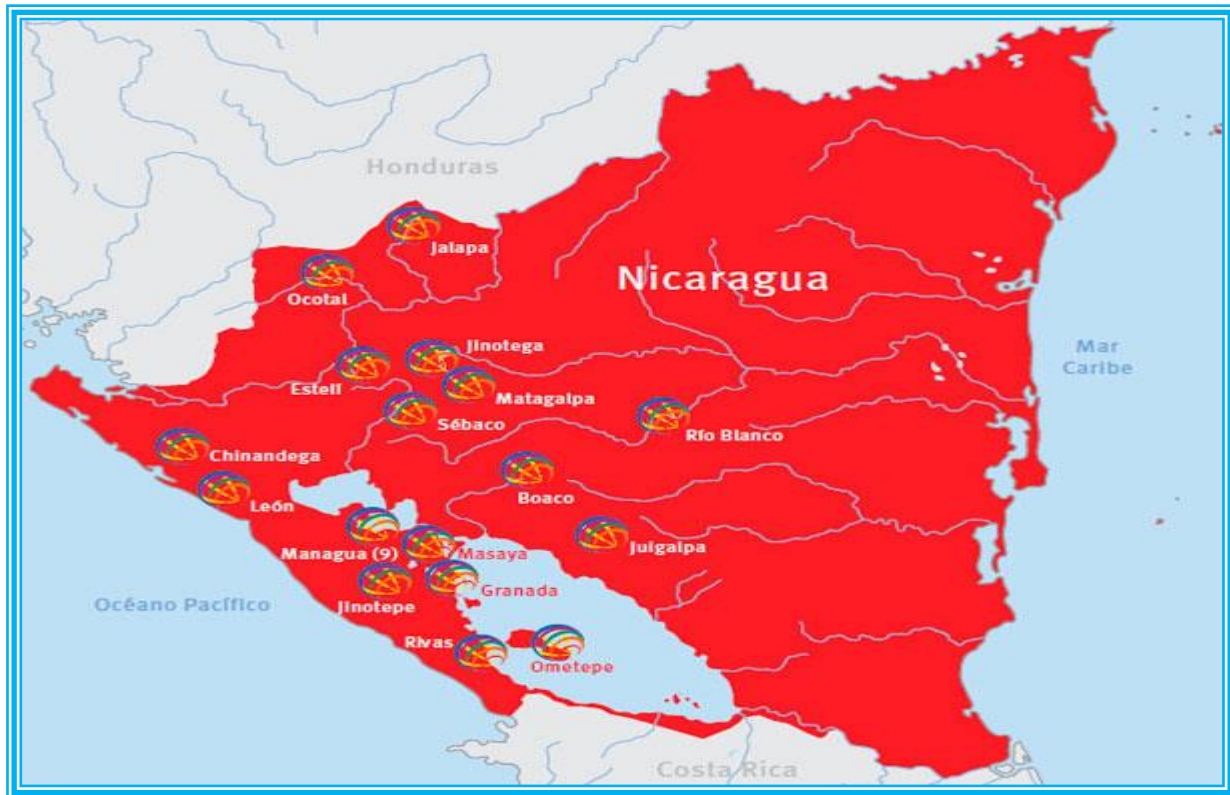 Honduras
Jalapa
Nicaragua
Ocotal
Jinotega
Estelí
Matagalpa
Mar
Caribe
Sébaco
Río Blanco
Chinandega
Boaco
León
Managua (9)
Masaya
Juigalpa
Granada
Océano Pacífico
Jinotepe
Rivas
Ometepe
Costa Rica